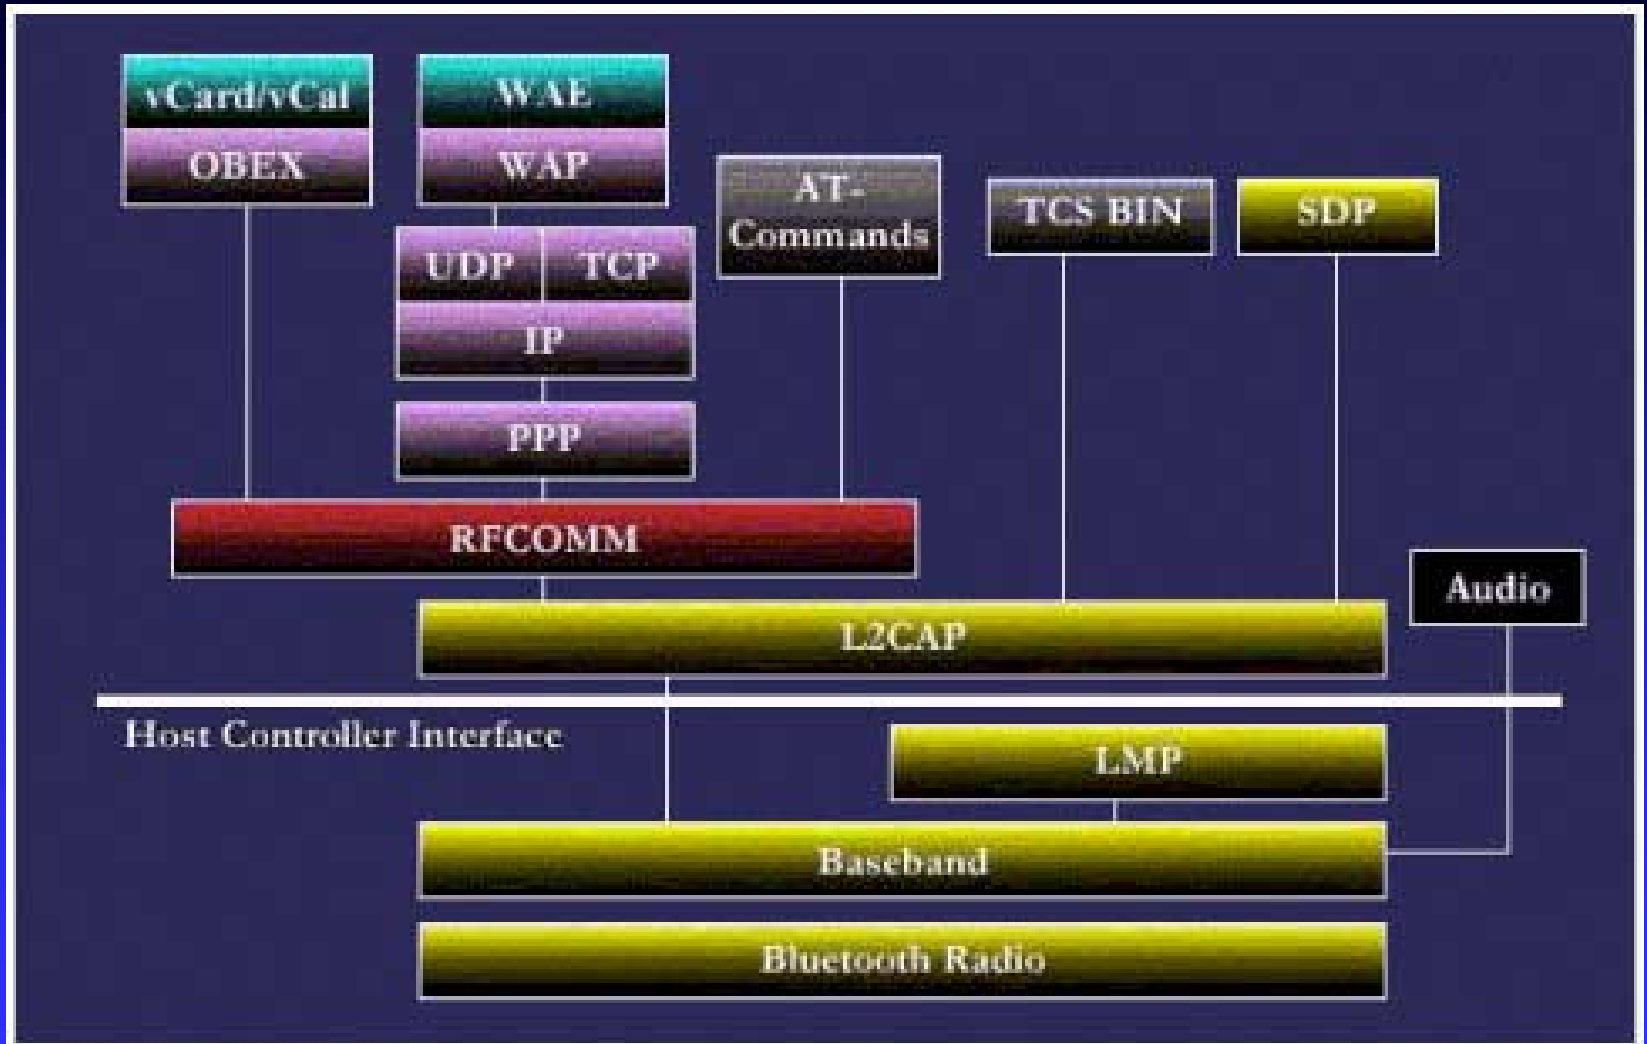 vCard/vCal
WAE
OBEX
WAP
AT-
Commands
TCS BIN
SDP
UDP
TCP
IP
PPP
RFCOMM
Audio
L2CAP
Host Controller Interface
LMP
Baseband
Bluetooth Radio